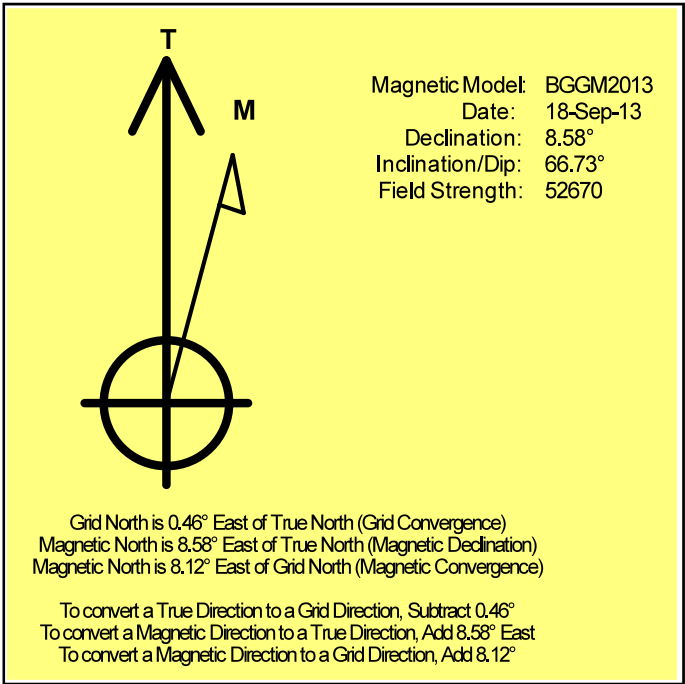 T
M
Magnetic Model: BGGM2013
Date: 18-Sep-13
Declination: 8.58°
Inclination/Dip: 66.73°
Field Strength: 52670
Grid North is 0.46° East of True North (Grid Convergence)
Magnetic North is 8.58° East of True North (Magnetic Declination)
Magnetic North is 8.12° East of Grid North (Magnetic Convergence)
To convert a True Direction to a Grid Direction, Subtract 0.46°
To convert a Magnetic Direction to a True Direction, Add 8.58° East
To convert a Magnetic Direction to a Grid Direction, Add 8.12°